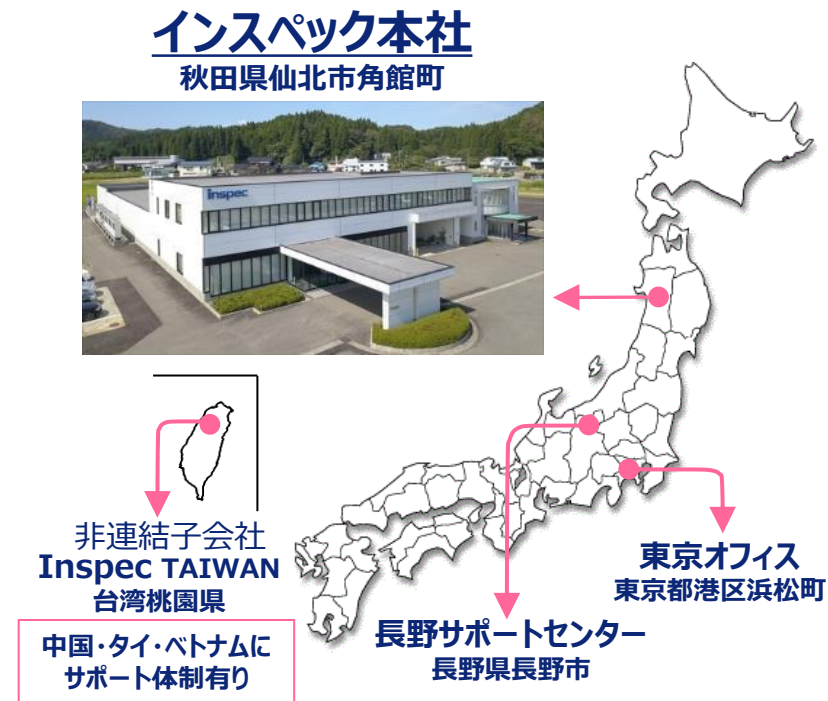 インスペック本社
秋田県仙北市角館町
inspec
非連結子会社
Inspec TAIWAN
台湾桃園県
中国・タイ・ベトナムに
サポート体制有り
長野サポートセンター
長野県長野市
東京オフィス
東京都港区浜松町